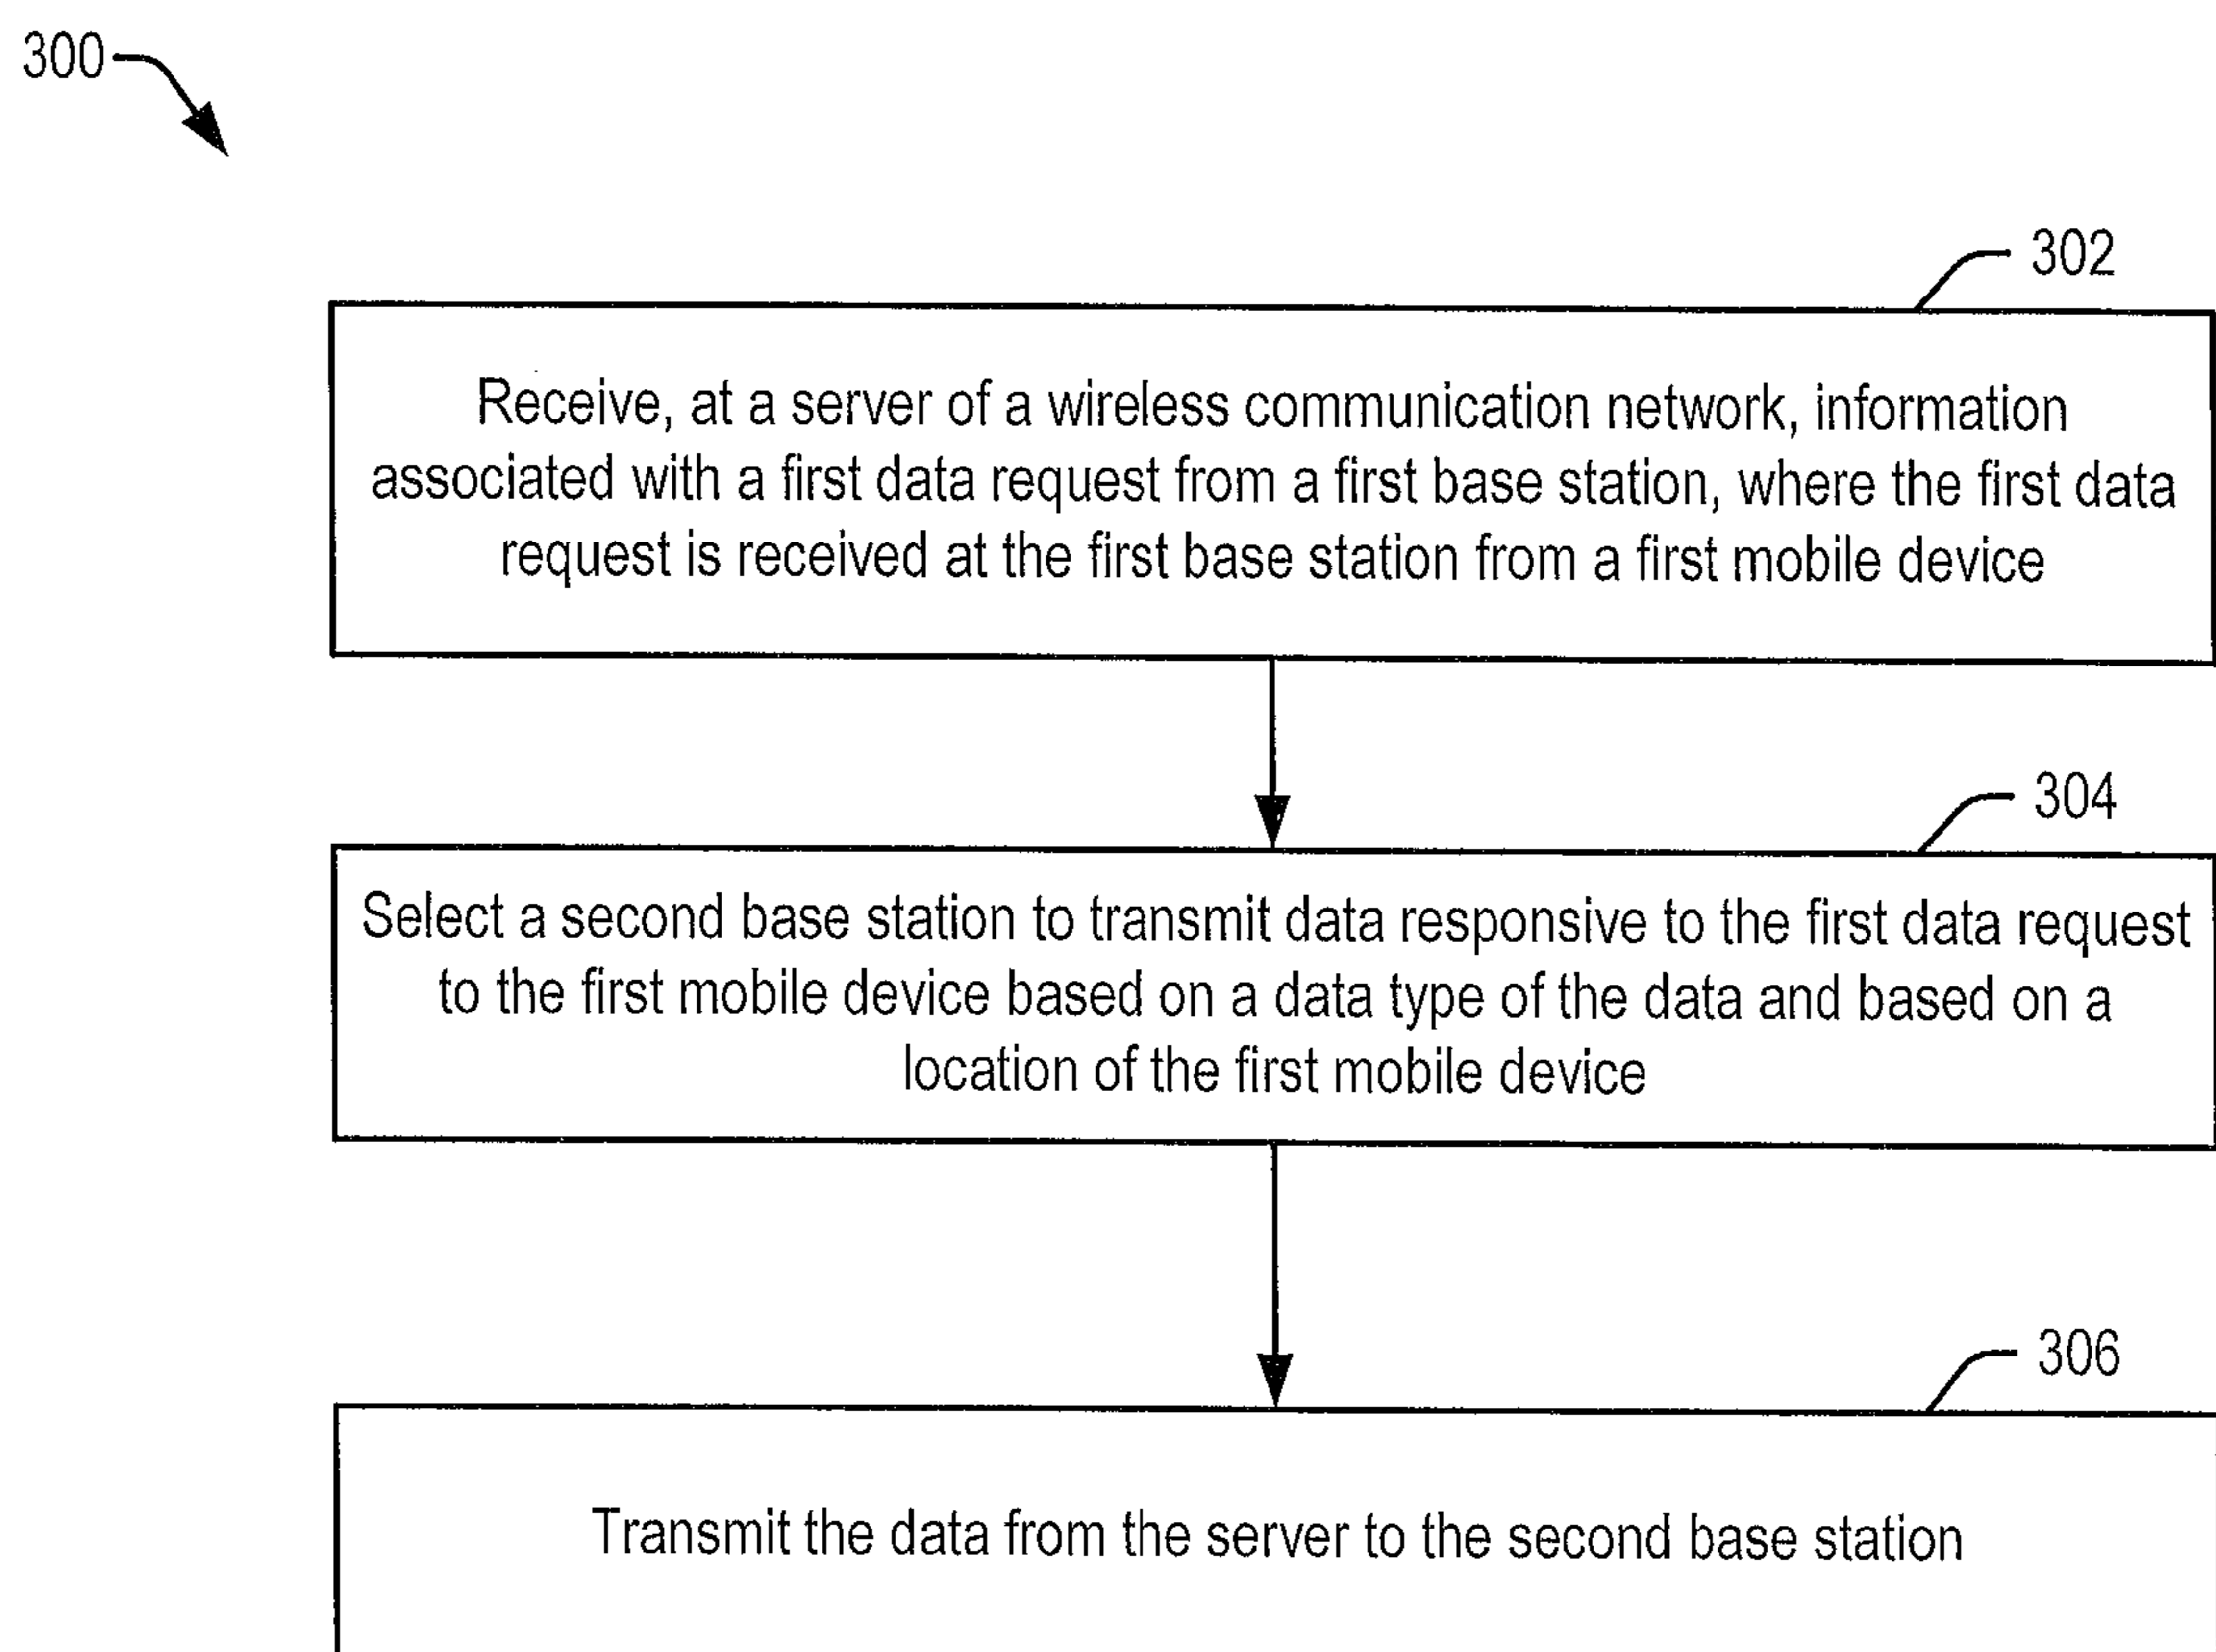 300
302
Receive, at a server of a wireless communication network, information
associated with a first data request from a first base station, where the first data
request is received at the first base station from a first mobile device
304
Select a second base station to transmit data responsive to the first data request
to the first mobile device based on a data type of the data and based on a
location of the first mobile device
306
Transmit the data from the server to the second base station